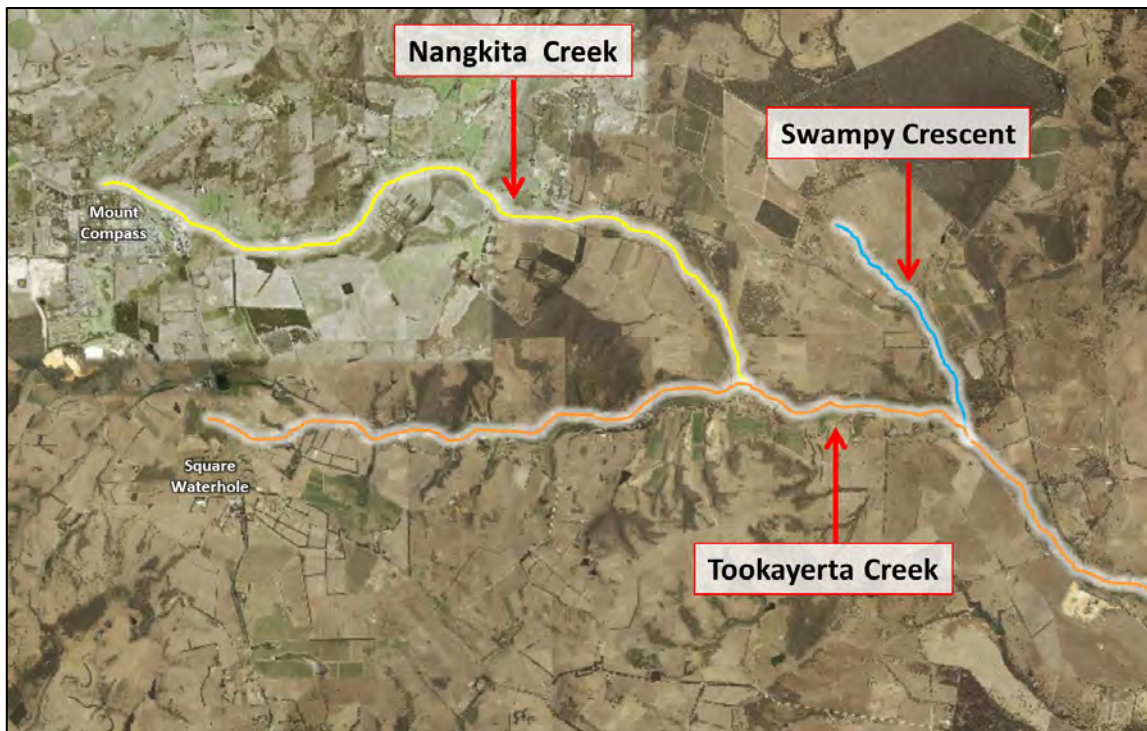 Nangkita Creek
Swampy Crescent
Mount
Compass
Square
Waterhole
Tookayerta Creek